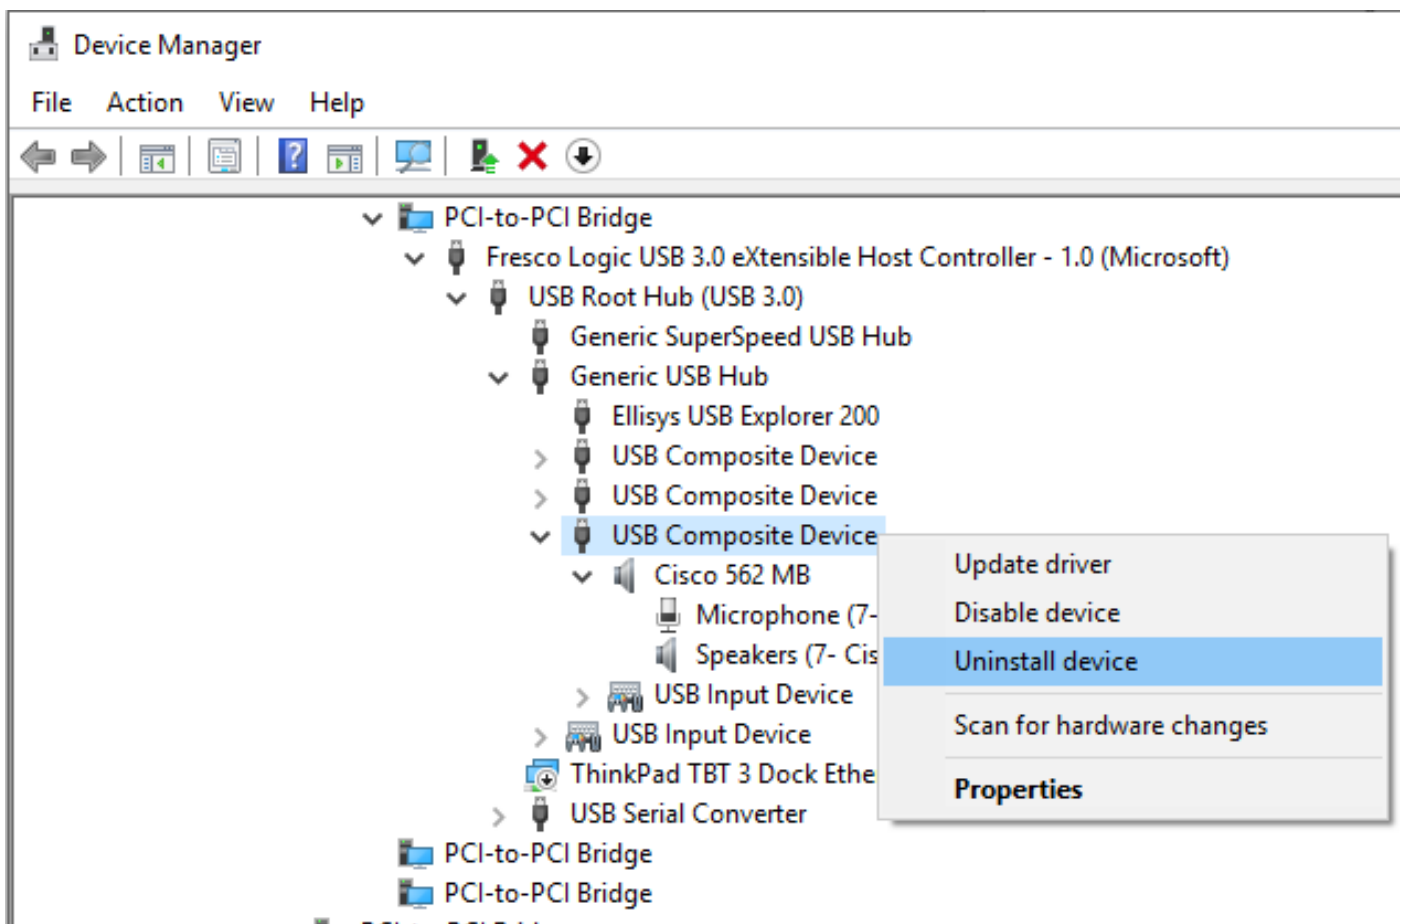 Device Manager
File Action View Help
PCI-to-PCI Bridge
Fresco Logic USB 3.0 eXtensible Host Controller - 1.0 (Microsoft)
USB Root Hub (USB 3.0)
Generic SuperSpeed USB Hub
Generic USB Hub
Ellisys USB Explorer 200
USB Composite Device
USB Composite Device
USB Composite Device
Cisco 562 MB
Microphone (7-
Speakers (7- Cis
USB Input Device
USB Input Device
ThinkPad TBT 3 Dock Ethe
USB Serial Converter
PCI-to-PCI Bridge
PCI-to-PCI Bridge
Update driver
Disable device
Uninstall device
Scan for hardware changes
Properties